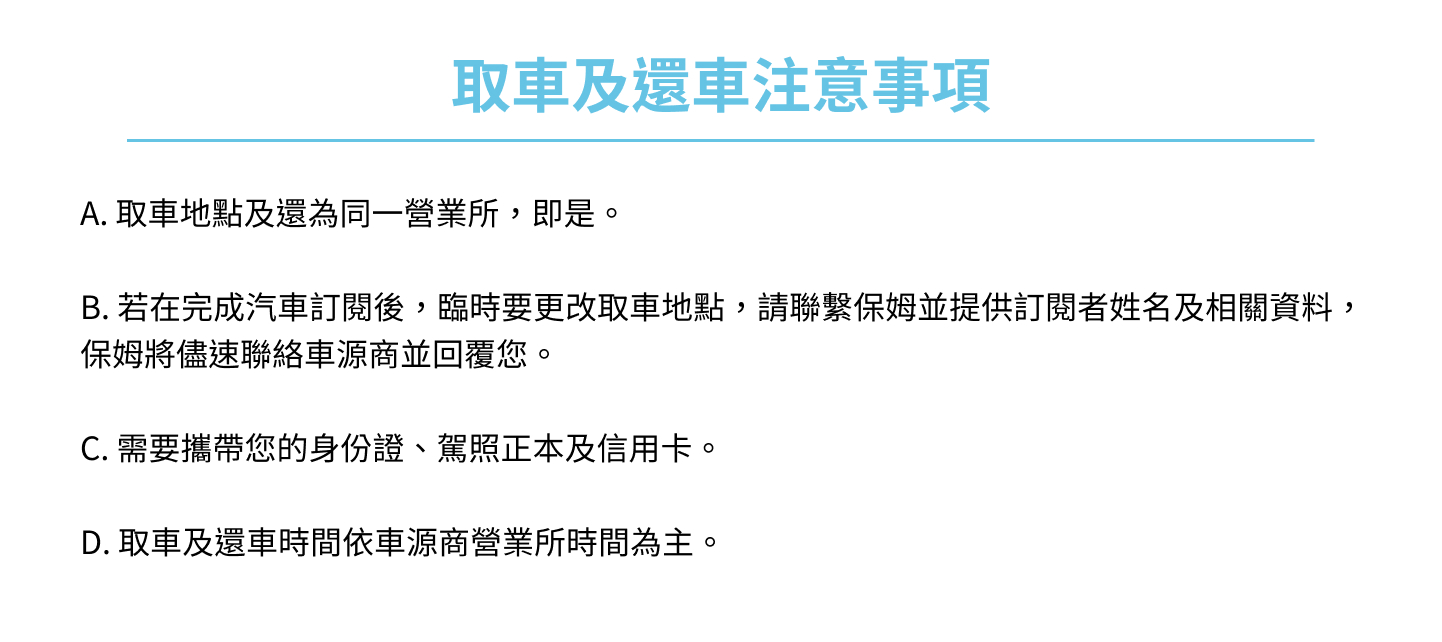 取車及還車注意事項
A. 取車地點及還為同一營業所，即是。
B. 若在完成汽車訂閱後，臨時要更改取車地點，請聯繫保姆並提供訂閱者姓名及相關資料，
保姆將儘速聯絡車源商並回覆您。
C. 需要攜帶您的身份證、駕照正本及信用卡。
D. 取車及還車時間依車源商營業所時間為主。